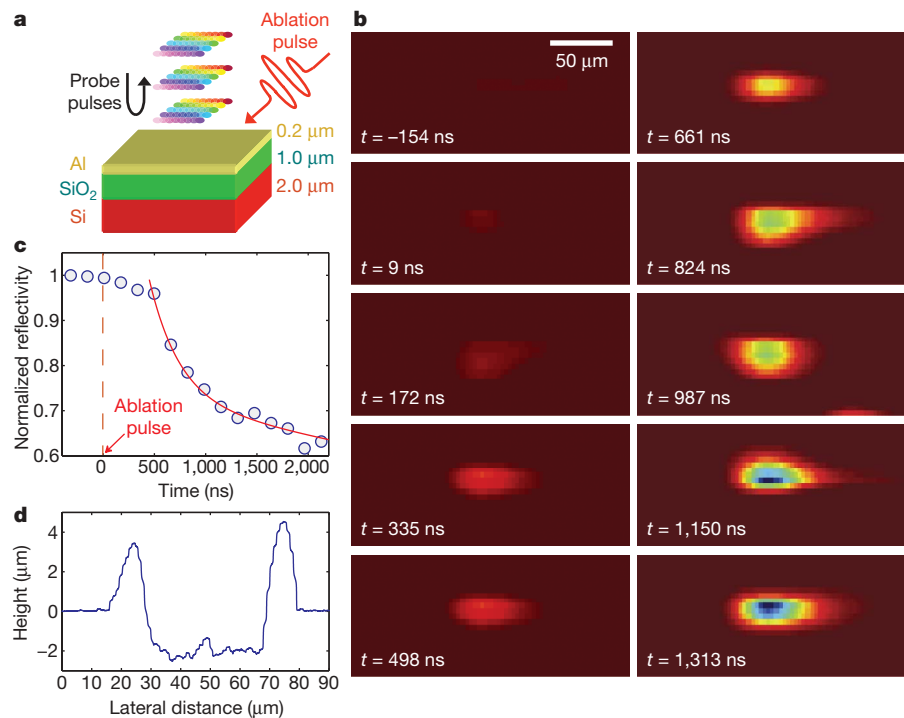 a
Ablation
pulse
Probe
pulses
Al
SiO2
Si
0.2 μm
1.0 μm
2.0 μm
b
50 μm
t = –154 ns
t = 9 ns
t = 172 ns
t = 335 ns
t = 498 ns
t = 661 ns
t = 824 ns
t = 987 ns
t = 1,150 ns
t = 1,313 ns
c
Normalized reflectivity
1
0.9
0.8
0.7
0.6
Ablation
pulse
0 500 1,000 1,500 2,000
Time (ns)
d
Height (μm)
4
2
0
–2
0 10 20 30 40 50 60 70 80 90
Lateral distance (μm)